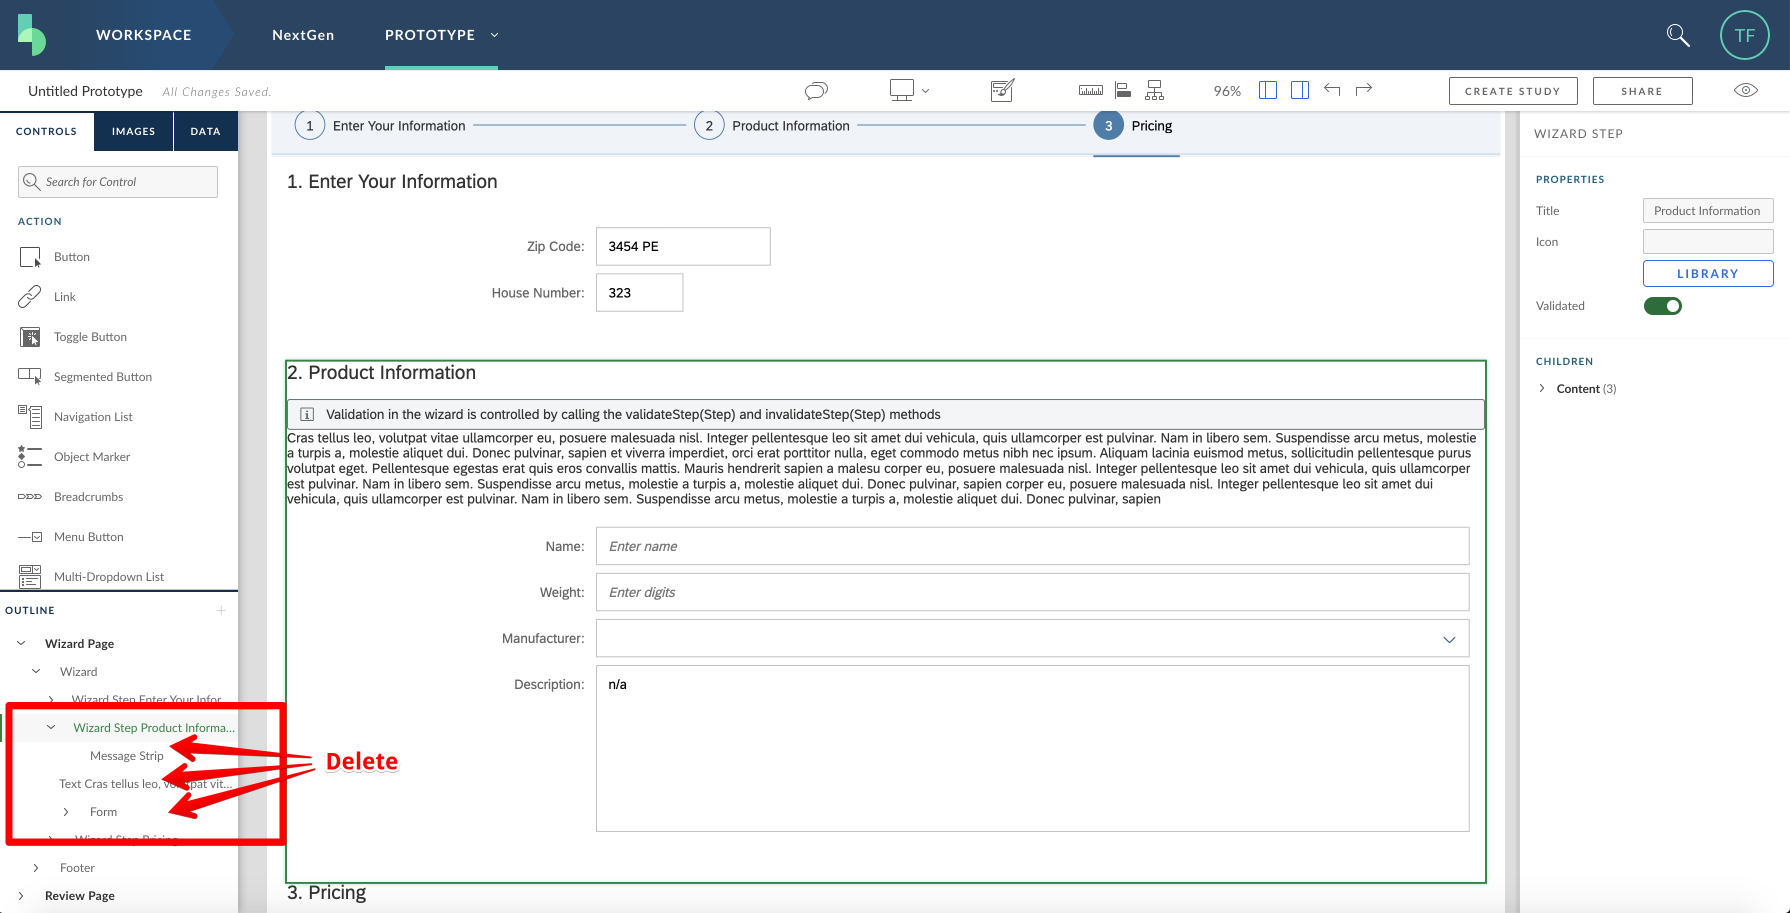 WORKSPACE
NextGen
PROTOTYPE
TF
Untitled Prototype
All Changes Saved.
96%
CREATE STUDY
SHARE
CONTROLS
IMAGES
DATA
Search for Control
ACTION
Button
Link
Toggle Button
Segmented Button
Navigation List
Object Marker
Breadcrumbs
Menu Button
Multi-Dropdown List
OUTLINE
Wizard Page
Wizard
Wizard Step Enter Your Infor
Wizard Step Product Informa...
Message Strip
Text Cras tellus leo, volutpat vit...
Form
Wizard Step Pricing
Footer
Review Page
Delete
1 Enter Your Information
2 Product Information
3 Pricing
1. Enter Your Information
Zip Code: 3454 PE
House Number: 323
2. Product Information
Validation in the wizard is controlled by calling the validateStep(Step) and invalidateStep(Step) methods
Cras tellus leo, volutpat vitae ullamcorper eu, posuere malesuada nisl. Integer pellentesque leo sit amet dui vehicula, quis ullamcorper est pulvinar. Nam in libero sem. Suspendisse arcu metus, molestie
a turpis a, molestie aliquet dui. Donec pulvinar, sapien et viverra imperdiet, orci erat porttitor nulla, eget commodo metus nibh nec ipsum. Aliquam lacinia euismod metus, sollicitudin pellentesque purus
volutpat eget. Pellentesque egestas erat quis eros convallis mattis. Mauris hendrerit sapien a malesu corper eu, posuere malesuada nisl. Integer pellentesque leo sit amet dui vehicula, quis ullamcorper
est pulvinar. Nam in libero sem. Suspendisse arcu metus, molestie a turpis a, molestie aliquet dui. Donec pulvinar, sapien corper eu, posuere malesuada nisl. Integer pellentesque leo sit amet dui
vehicula, quis ullamcorper est pulvinar. Nam in libero sem. Suspendisse arcu metus, molestie a turpis a, molestie aliquet dui. Donec pulvinar, sapien
Name: Enter name
Weight: Enter digits
Manufacturer:
Description: n/a
3. Pricing
WIZARD STEP
PROPERTIES
Title Product Information
Icon
LIBRARY
Validated
CHILDREN
Content (3)